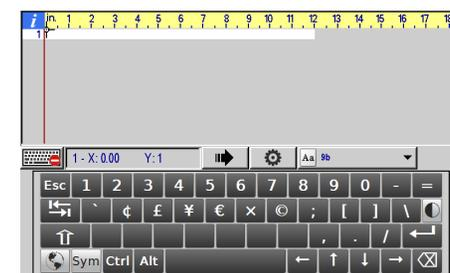 i in. 1 2 3 4 5 6 7 8 9 10 11 12 13 14 15 16 17 18
1
1 - X: 0.00 Y: 1 Aa 9b
Esc 1 2 3 4 5 6 7 8 9 0 - =
` ¢ £ ¥ € × © ; [ ] \
, . /
Sym Ctrl Alt ← ↑ ↓ →